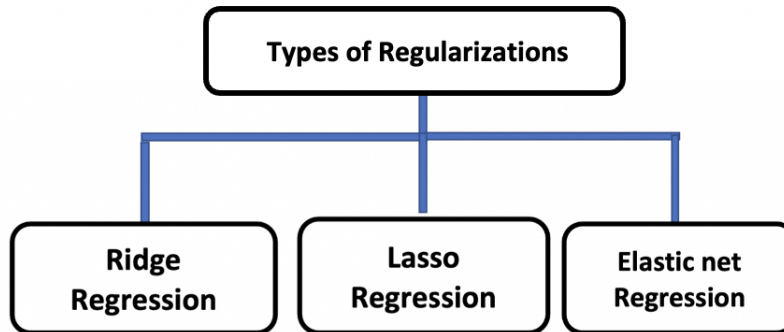 Types of Regularizations
Ridge
Regression
Lasso
Regression
Elastic net
Regression